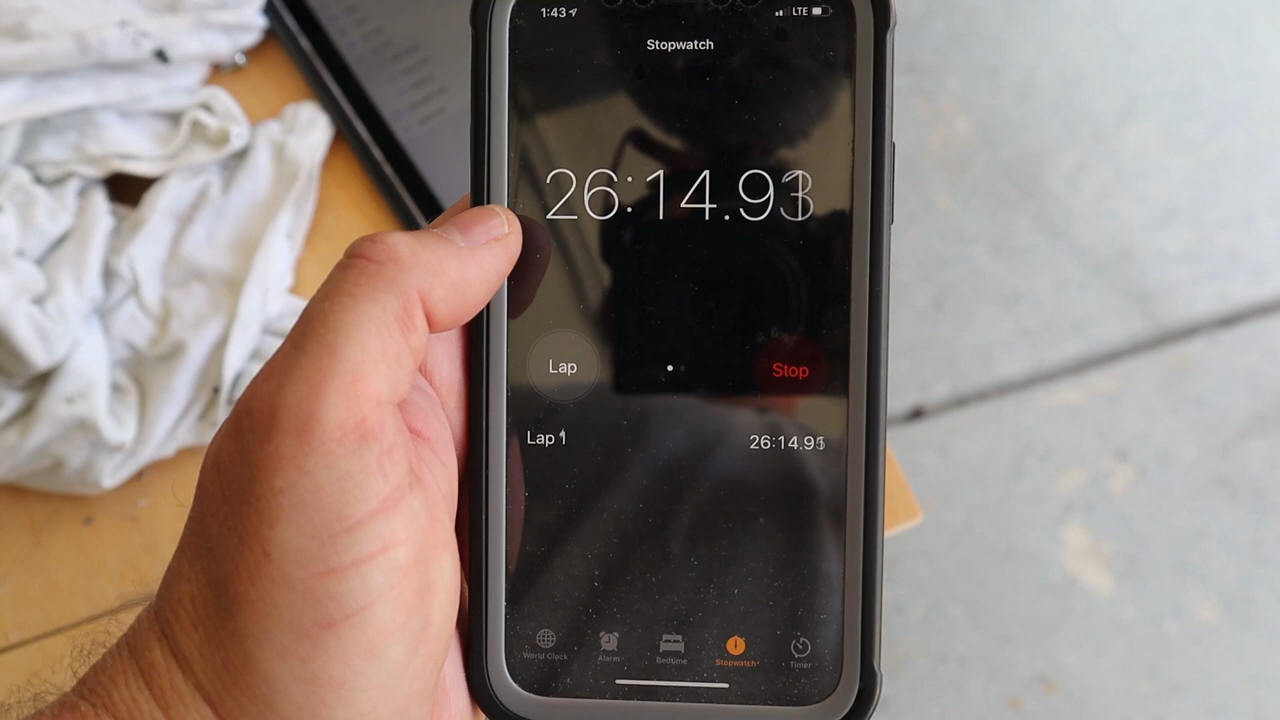 1:43
LTE
Stopwatch
26:14.93
Lap
Stop
Lap 1
26:14.95
World Clock
Alarm
Bedtime
Stopwatch
Timer